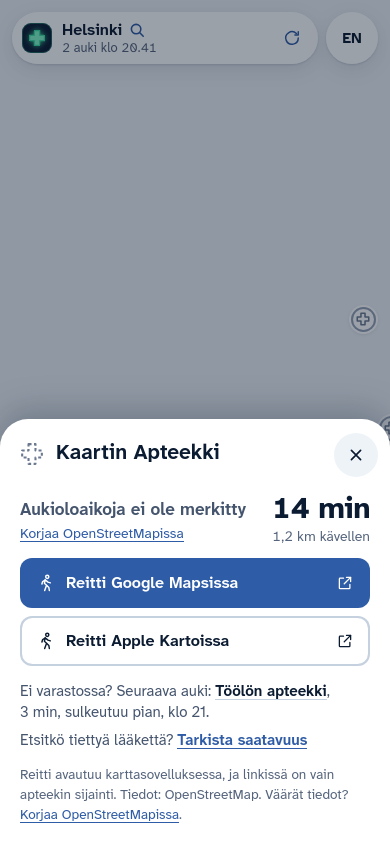 Helsinki
2 auki klo 20.41
EN
Kaartin Apteekki
Aukioloaikoja ei ole merkitty
14 min
Korjaa OpenStreetMapissa
1,2 km kävellen
Reitti Google Mapsissa
Reitti Apple Kartoissa
Ei varastossa? Seuraava auki: Töölön apteekki,
3 min, sulkeutuu pian, klo 21.
Etsitkö tiettyä lääkettä? Tarkista saatavuus
Reitti avautuu karttasovelluksessa, ja linkissä on vain
apteekin sijainti. Tiedot: OpenStreetMap. Väärät tiedot?
Korjaa OpenStreetMapissa.